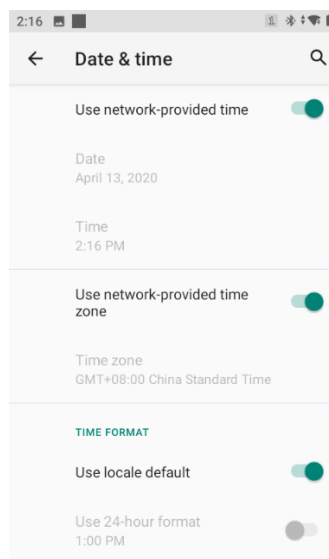 2:16
Date & time
Use network-provided time
Date
April 13, 2020
Time
2:16 PM
Use network-provided time
zone
Time zone
GMT+08:00 China Standard Time
TIME FORMAT
Use locale default
Use 24-hour format
1:00 PM